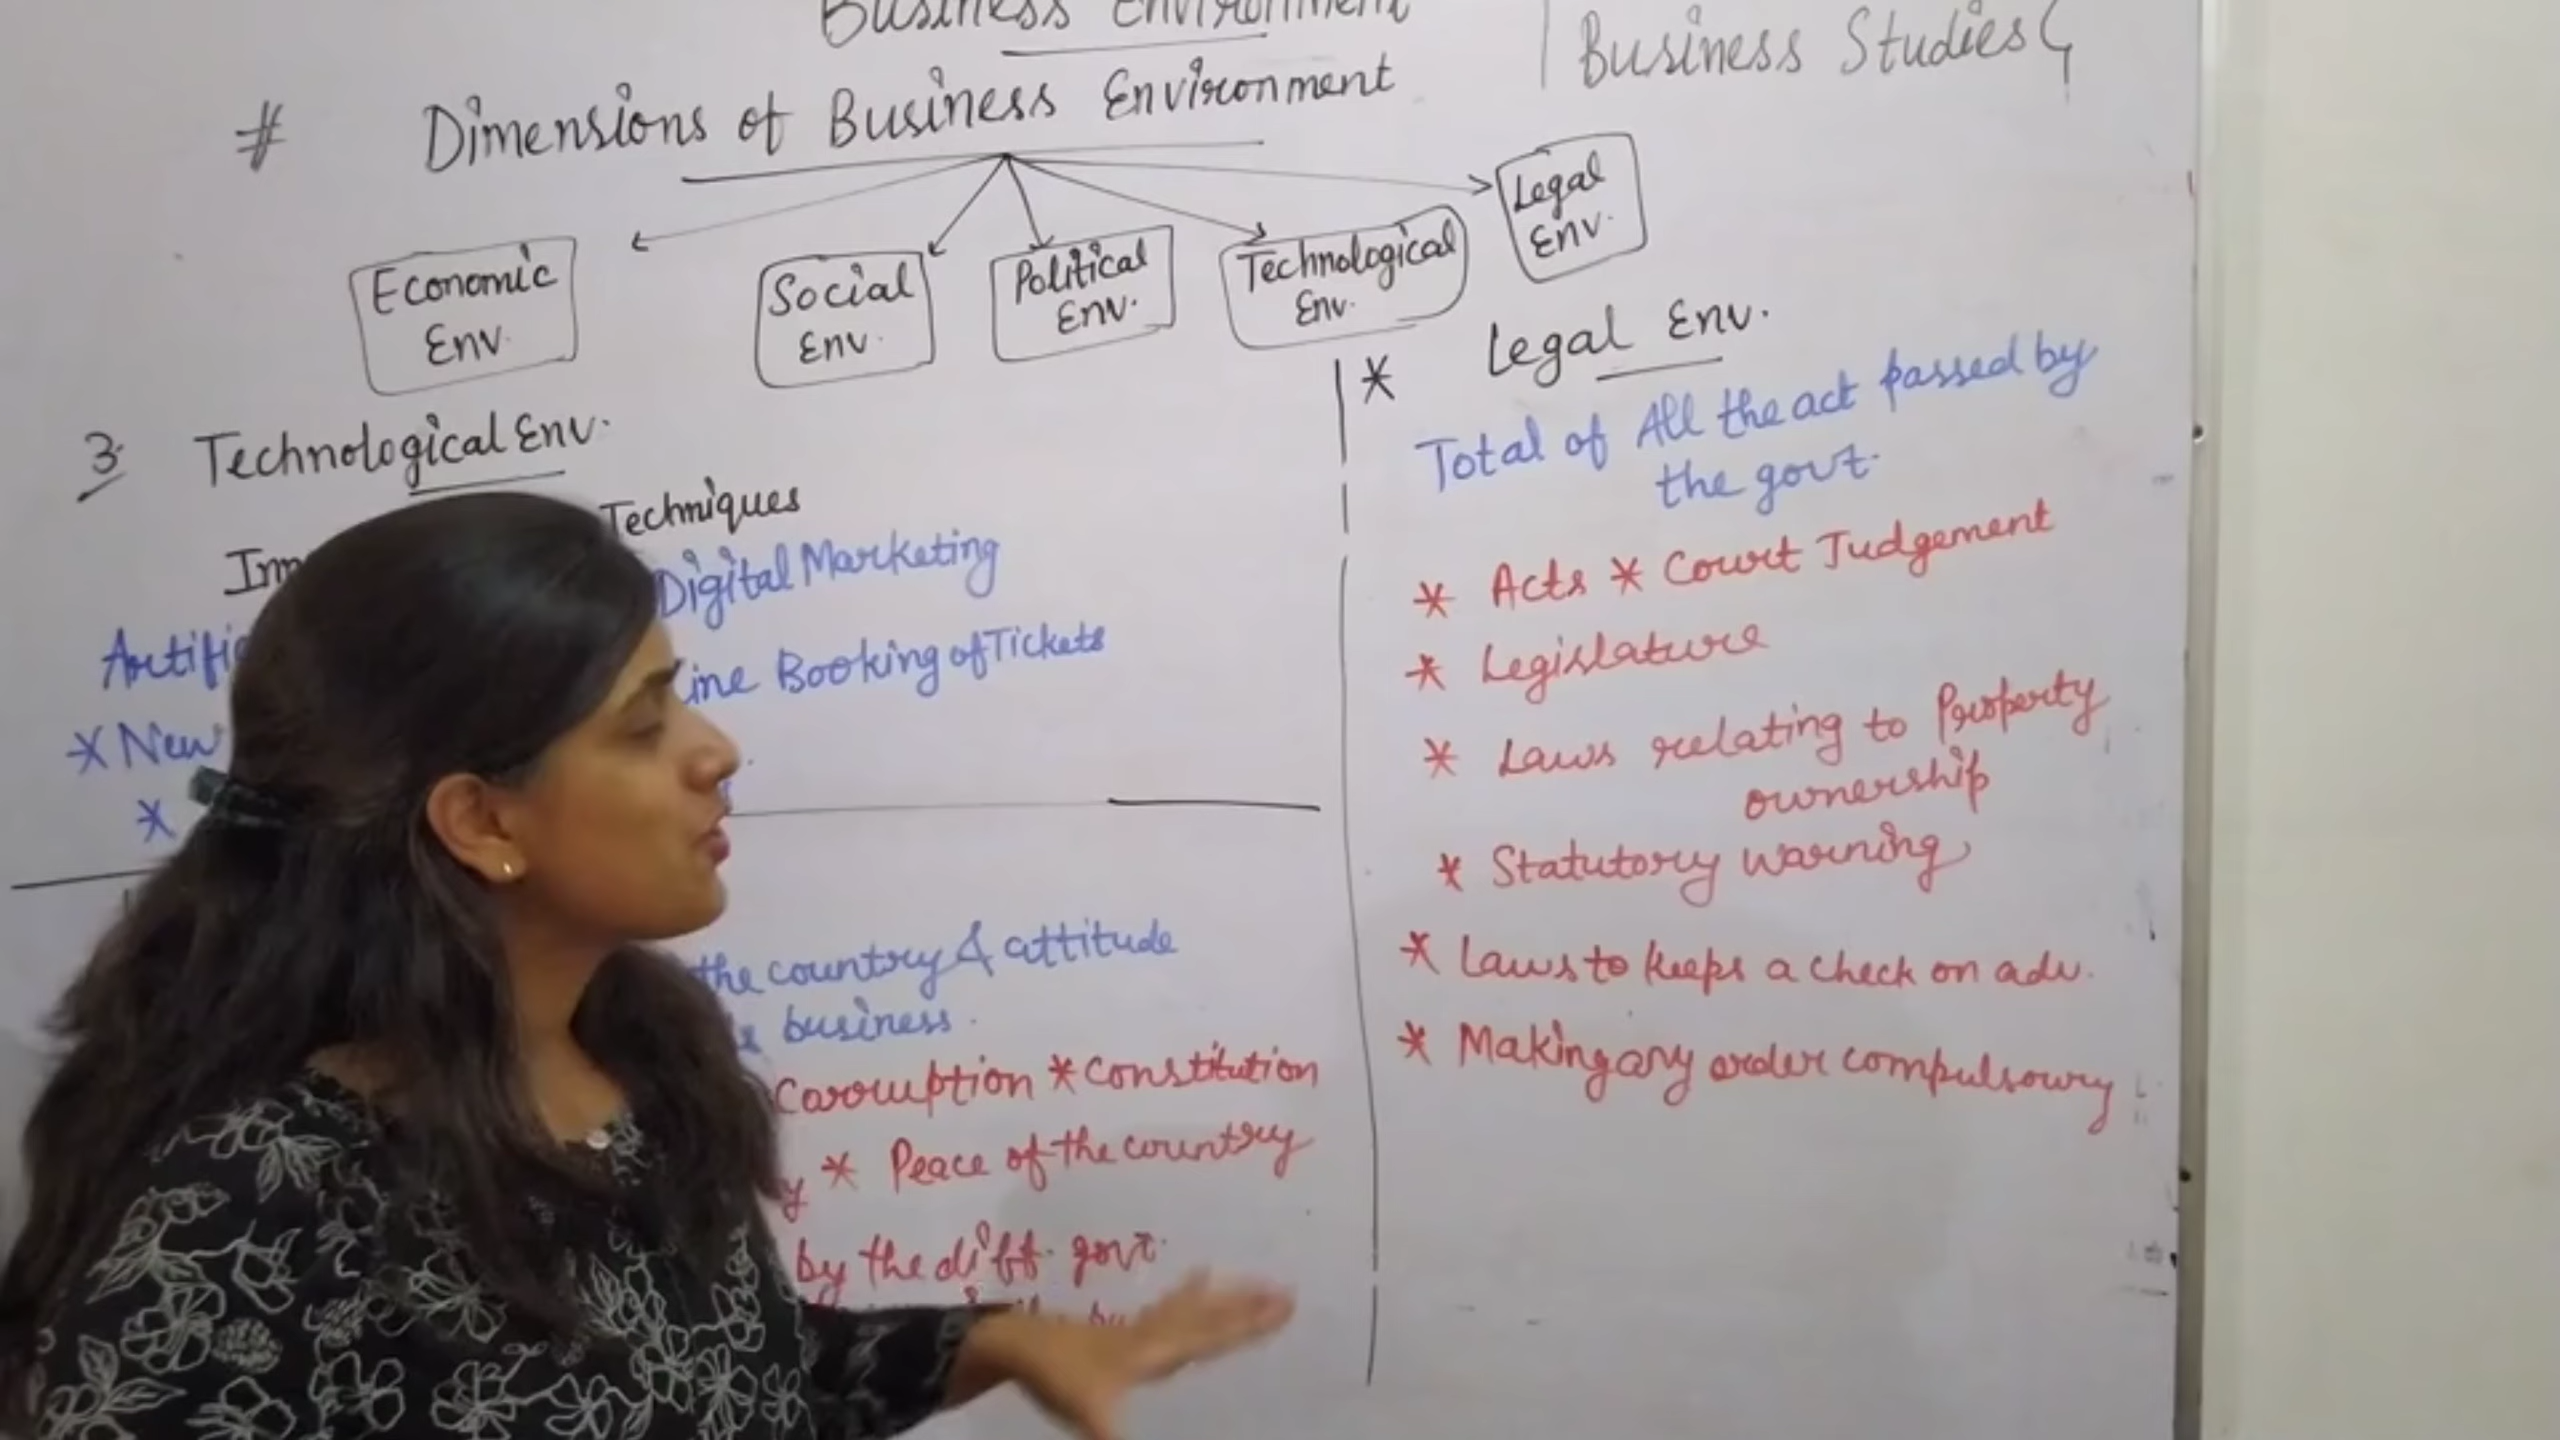 Business Environment
Business Studies
# Dimensions of Business Environment
Economic
Env.
Social
Env.
Political
Env.
Technological
Env.
Legal
Env.
3. Technological Env.
Techniques
Digital Marketing
Booking of Tickets
* New
*
the country & attitude
business.
Corruption * Constitution
* Peace of the country
by the diff. govt.
* Legal Env.
Total of All the act passed by
the govt.
* Acts * Court Judgement
* Legislature
* Laws relating to Property
ownership
* Statutory warning
* Laws to keeps a check on adv.
* Making any order compulsory